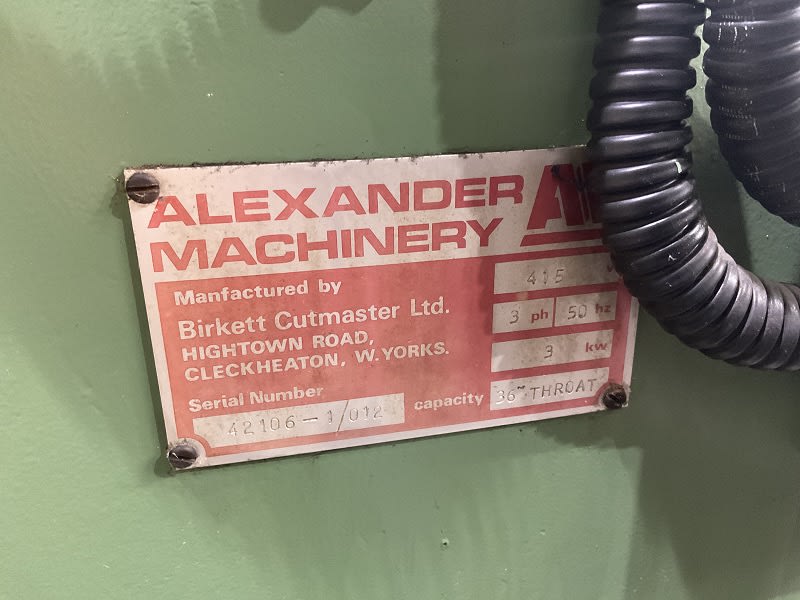 ALEXANDER
MACHINERY
Manfactured by
Birkett Cutmaster Ltd.
HIGHTOWN ROAD,
CLECKHEATON, W.YORKS.
Serial Number
42106-1/012
415
3 ph 50 hz
3 kw
capacity 36" THROAT